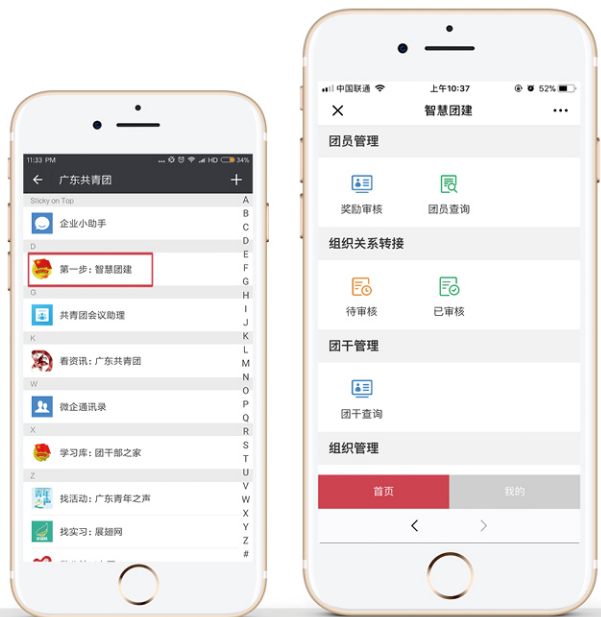 11:33 PM
... HD 34%
广东共青团
Sticky on Top
企业小助手
D
第一步: 智慧团建
G
共青团会议助理
K
看资讯: 广东共青团
W
微企通讯录
X
学习库: 团干部之家
Z
找活动: 广东青年之声
找实习: 展翅网
A
B
C
D
E
F
G
H
I
J
K
L
M
N
O
P
Q
R
S
T
U
V
W
X
Y
Z
#
中国联通 上午10:37 52%
智慧团建
团员管理
奖励审核 团员查询
组织关系转接
待审核 已审核
团干管理
团干查询
组织管理
首页 我的